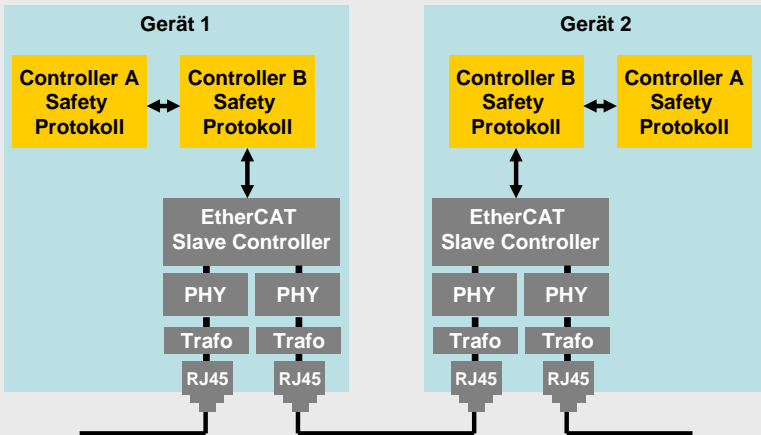 Gerät 1
Controller A
Safety
Protokoll
Controller B
Safety
Protokoll
EtherCAT
Slave Controller
PHY
PHY
Trafo
Trafo
RJ45
RJ45
Gerät 2
Controller B
Safety
Protokoll
Controller A
Safety
Protokoll
EtherCAT
Slave Controller
PHY
PHY
Trafo
Trafo
RJ45
RJ45